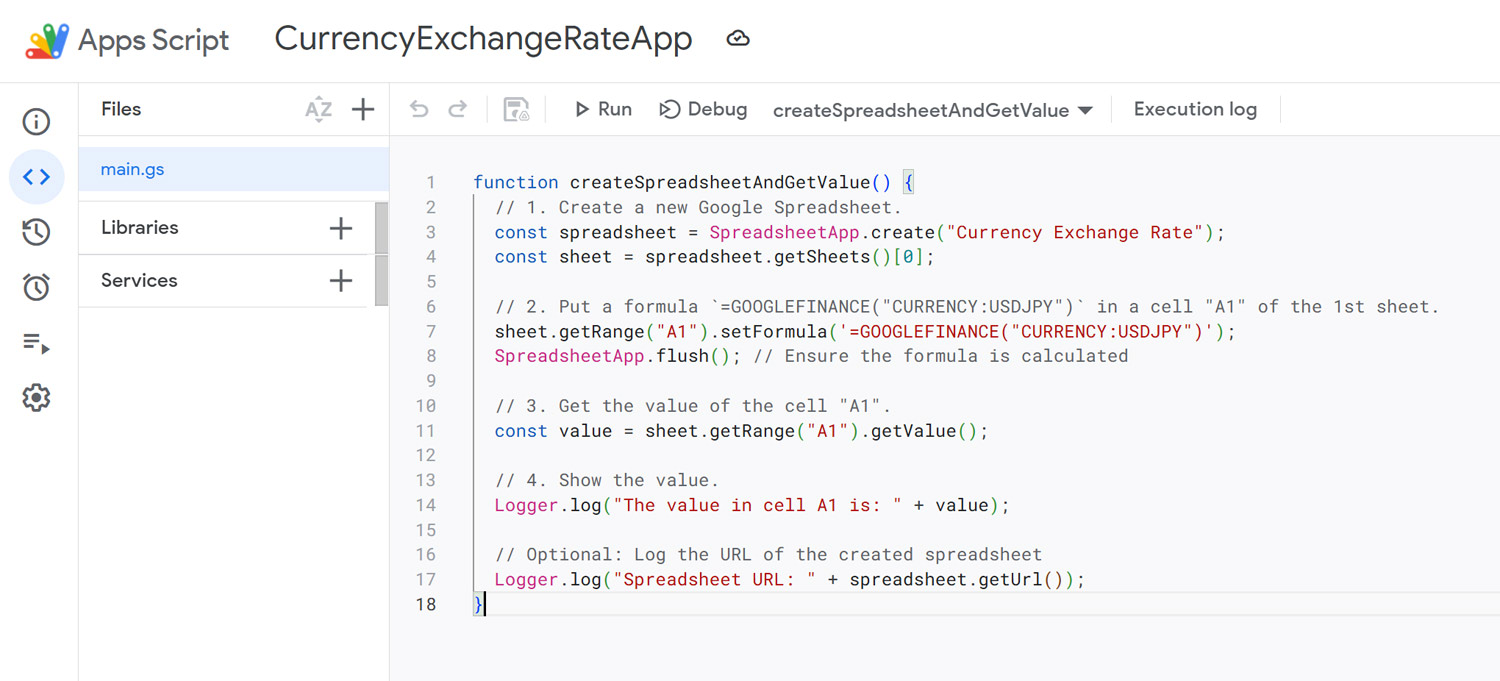 Apps Script CurrencyExchangeRateApp
Files AZ
Run Debug createSpreadsheetAndGetValue Execution log
main.gs
Libraries
Services
1 function createSpreadsheetAndGetValue() {
2 // 1. Create a new Google Spreadsheet.
3 const spreadsheet = SpreadsheetApp.create("Currency Exchange Rate");
4 const sheet = spreadsheet.getSheets()[0];
5
6 // 2. Put a formula `=GOOGLEFINANCE("CURRENCY:USDJPY")` in a cell "A1" of the 1st sheet.
7 sheet.getRange("A1").setFormula('=GOOGLEFINANCE("CURRENCY:USDJPY")');
8 SpreadsheetApp.flush(); // Ensure the formula is calculated
9
10 // 3. Get the value of the cell "A1".
11 const value = sheet.getRange("A1").getValue();
12
13 // 4. Show the value.
14 Logger.log("The value in cell A1 is: " + value);
15
16 // Optional: Log the URL of the created spreadsheet
17 Logger.log("Spreadsheet URL: " + spreadsheet.getUrl());
18 }